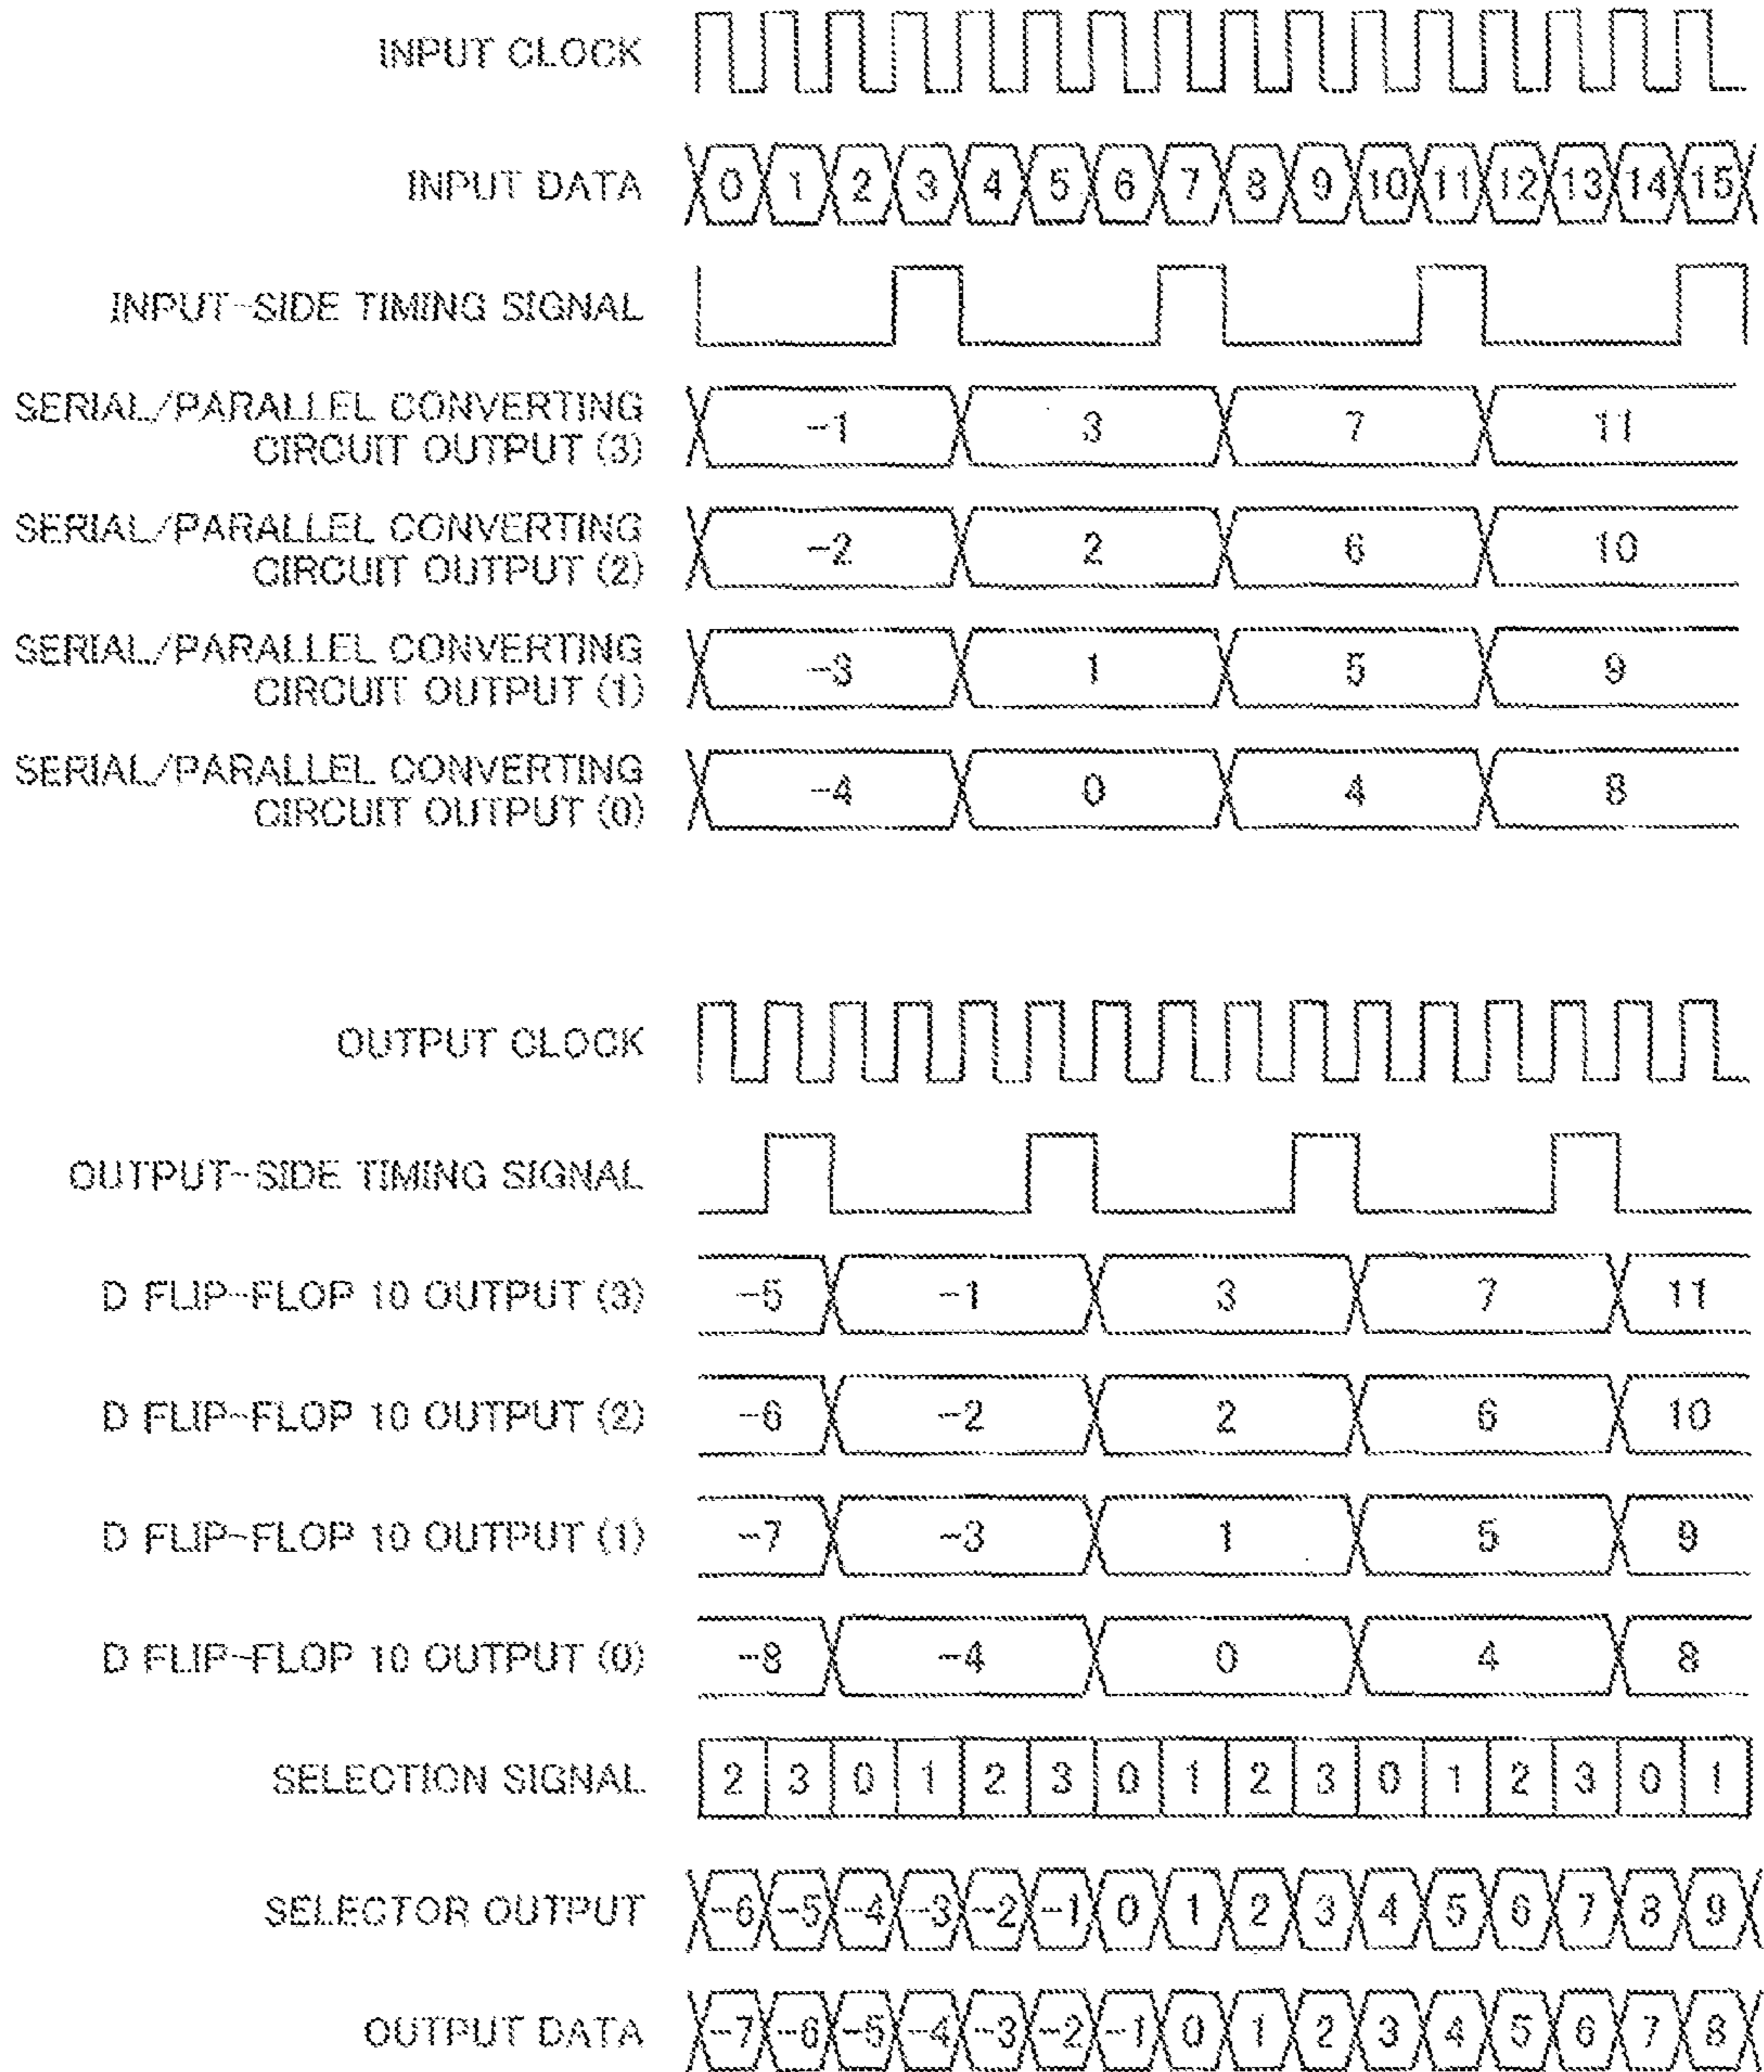 INPUT CLOCK
INPUT DATA 0 1 2 3 4 5 6 7 8 9 10 11 12 13 14 15
INPUT-SIDE TIMING SIGNAL
SERIAL/PARALLEL CONVERTING
CIRCUIT OUTPUT (3) -1 3 7 11
SERIAL/PARALLEL CONVERTING
CIRCUIT OUTPUT (2) -2 2 6 10
SERIAL/PARALLEL CONVERTING
CIRCUIT OUTPUT (1) -3 1 5 9
SERIAL/PARALLEL CONVERTING
CIRCUIT OUTPUT (0) -4 0 4 8
OUTPUT CLOCK
OUTPUT-SIDE TIMING SIGNAL
D FLIP-FLOP 10 OUTPUT (3) -5 -1 3 7 11
D FLIP-FLOP 10 OUTPUT (2) -6 -2 2 6 10
D FLIP-FLOP 10 OUTPUT (1) -7 -3 1 5 9
D FLIP-FLOP 10 OUTPUT (0) -8 -4 0 4 8
SELECTION SIGNAL 2 3 0 1 2 3 0 1 2 3 0 1 2 3 0 1
SELECTOR OUTPUT -6 -5 -4 -3 -2 -1 0 1 2 3 4 5 6 7 8 9
OUTPUT DATA -7 -6 -5 -4 -3 -2 -1 0 1 2 3 4 5 6 7 8